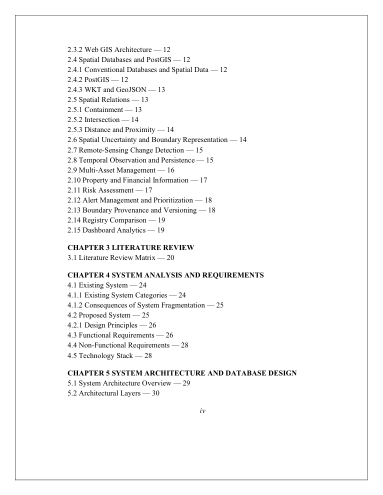 2.3.2 Web GIS Architecture — 12
2.4 Spatial Databases and PostGIS — 12
2.4.1 Conventional Databases and Spatial Data — 12
2.4.2 PostGIS — 12
2.4.3 WKT and GeoJSON — 13
2.5 Spatial Relations — 13
2.5.1 Containment — 13
2.5.2 Intersection — 14
2.5.3 Distance and Proximity — 14
2.6 Spatial Uncertainty and Boundary Representation — 14
2.7 Remote-Sensing Change Detection — 15
2.8 Temporal Observation and Persistence — 15
2.9 Multi-Asset Management — 16
2.10 Property and Financial Information — 17
2.11 Risk Assessment — 17
2.12 Alert Management and Prioritization — 18
2.13 Boundary Provenance and Versioning — 18
2.14 Registry Comparison — 19
2.15 Dashboard Analytics — 19
CHAPTER 3 LITERATURE REVIEW
3.1 Literature Review Matrix — 20
CHAPTER 4 SYSTEM ANALYSIS AND REQUIREMENTS
4.1 Existing System — 24
4.1.1 Existing System Categories — 24
4.1.2 Consequences of System Fragmentation — 25
4.2 Proposed System — 25
4.2.1 Design Principles — 26
4.3 Functional Requirements — 26
4.4 Non-Functional Requirements — 28
4.5 Technology Stack — 28
CHAPTER 5 SYSTEM ARCHITECTURE AND DATABASE DESIGN
5.1 System Architecture Overview — 29
5.2 Architectural Layers — 30
iv